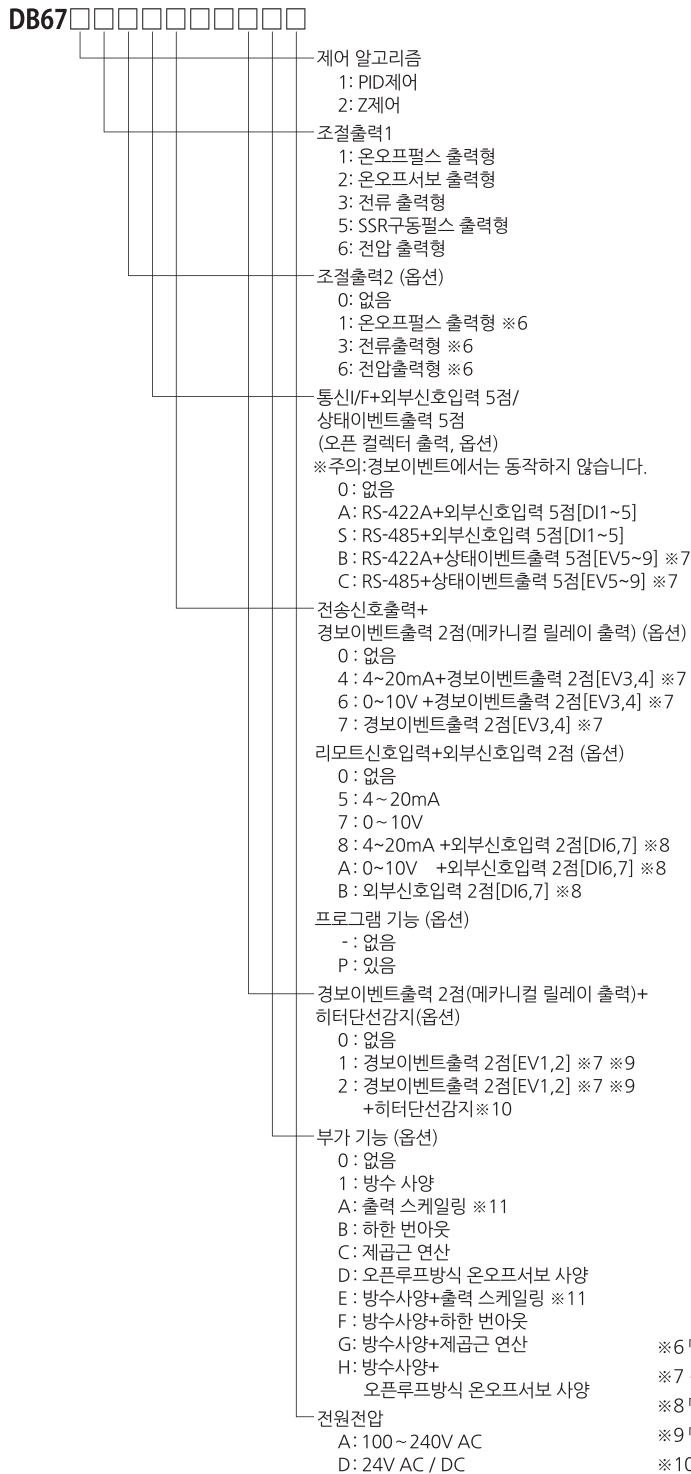 DB67□□□□□□□□□□
제어 알고리즘
1: PID제어
2: Z제어
조절출력1
1: 온오프펄스 출력형
2: 온오프서보 출력형
3: 전류 출력형
5: SSR구동펄스 출력형
6: 전압 출력형
조절출력2 (옵션)
0: 없음
1: 온오프펄스 출력형 ※6
3: 전류출력형 ※6
6: 전압출력형 ※6
통신I/F+외부신호입력 5점/
상태이벤트출력 5점
(오픈 컬렉터 출력, 옵션)
※주의:경보이벤트에서는 동작하지 않습니다.
0 : 없음
A : RS-422A+외부신호입력 5점[DI1~5]
S : RS-485+외부신호입력 5점[DI1~5]
B : RS-422A+상태이벤트출력 5점[EV5~9] ※7
C : RS-485+상태이벤트출력 5점[EV5~9] ※7
전송신호출력+
경보이벤트출력 2점(메카니컬 릴레이 출력) (옵션)
0 : 없음
4 : 4~20mA+경보이벤트출력 2점[EV3,4] ※7
6 : 0~10V +경보이벤트출력 2점[EV3,4] ※7
7 : 경보이벤트출력 2점[EV3,4] ※7
리모트신호입력+외부신호입력 2점 (옵션)
0 : 없음
5 : 4~20mA
7 : 0~10V
8 : 4~20mA +외부신호입력 2점[DI6,7] ※8
A : 0~10V +외부신호입력 2점[DI6,7] ※8
B : 외부신호입력 2점[DI6,7] ※8
프로그램 기능 (옵션)
- : 없음
P : 있음
경보이벤트출력 2점(메카니컬 릴레이 출력)+
히터단선감지(옵션)
0 : 없음
1 : 경보이벤트출력 2점[EV1,2] ※7 ※9
2 : 경보이벤트출력 2점[EV1,2] ※7 ※9
+히터단선감지※10
부가 기능 (옵션)
0 : 없음
1 : 방수 사양
A : 출력 스케일링 ※11
B : 하한 번아웃
C : 제곱근 연산
D : 오픈루프방식 온오프서보 사양
E : 방수사양+출력 스케일링 ※11
F : 방수사양+하한 번아웃
G: 방수사양+제곱근 연산
H: 방수사양+
오픈루프방식 온오프서보 사양
전원전압
A: 100~240V AC
D: 24V AC / DC
※6
※7
※8
※9
※10